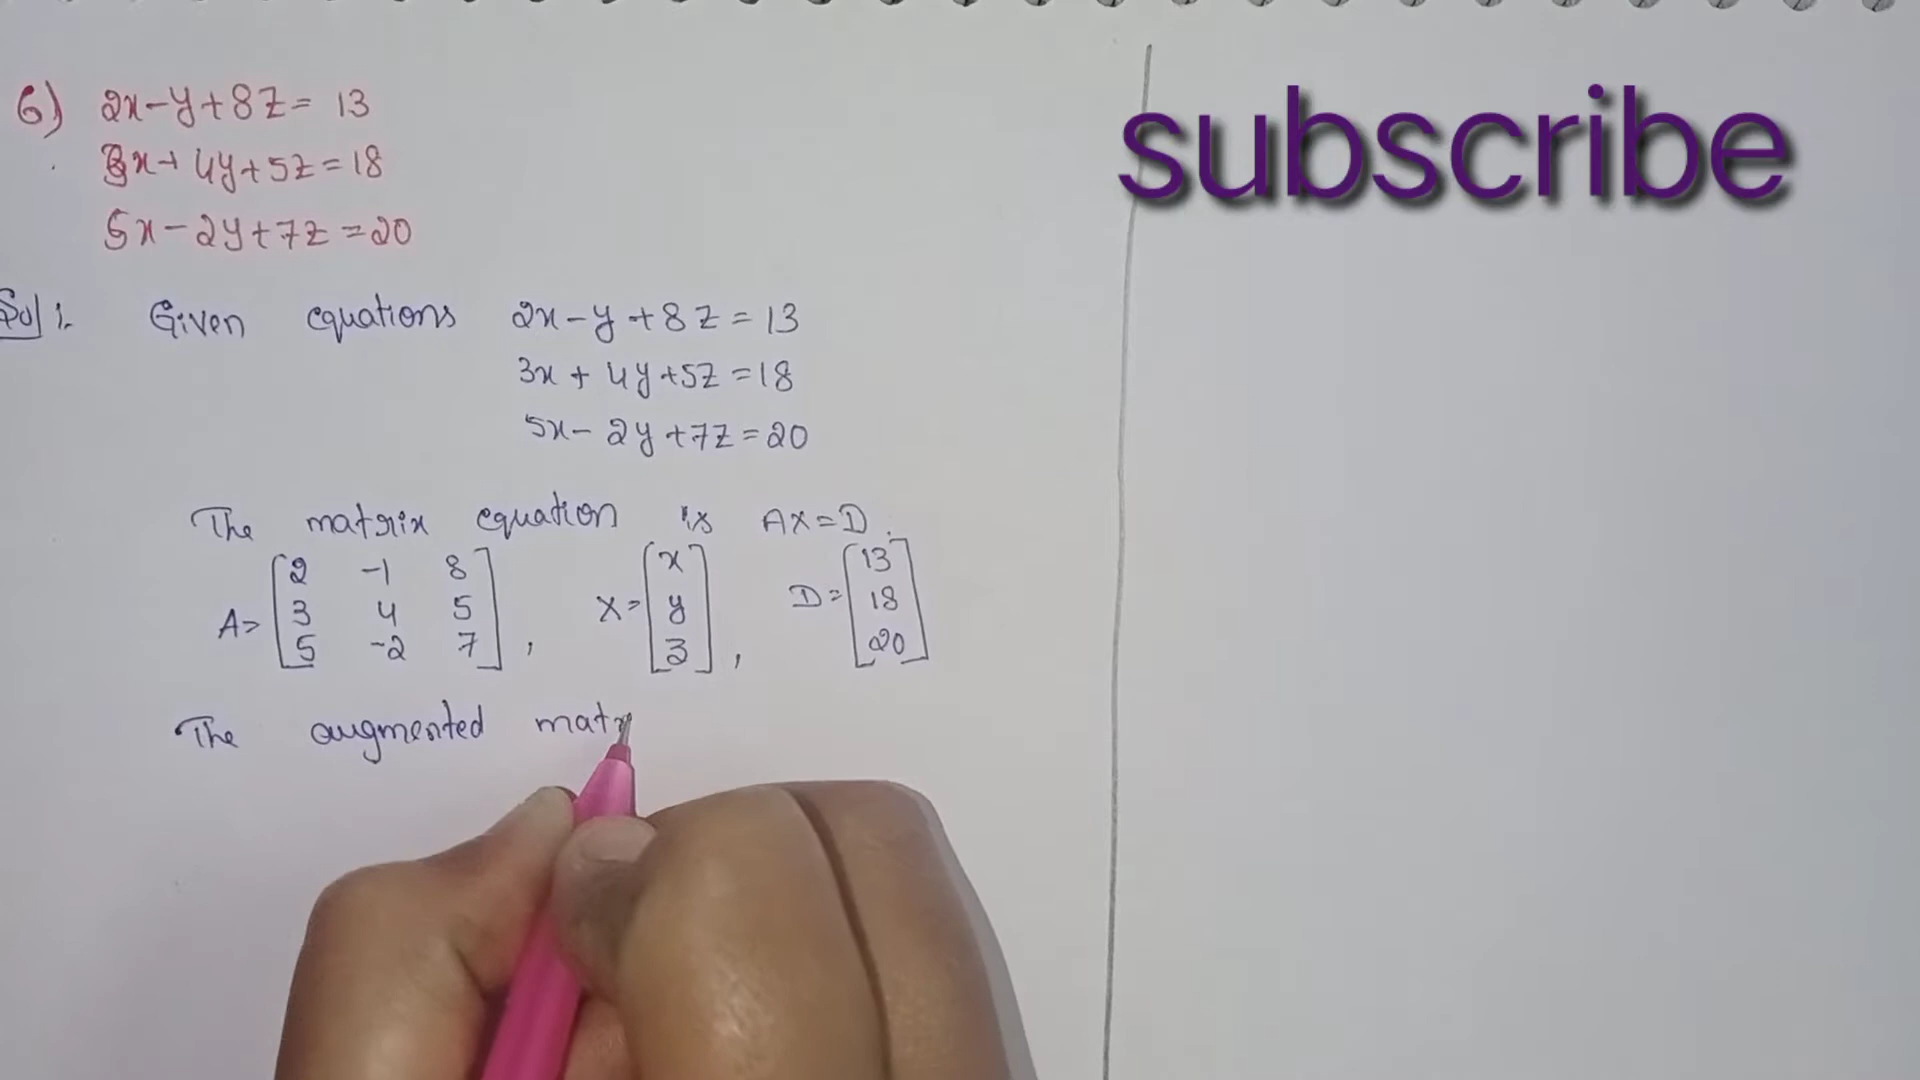 6) 2x-y+8z= 13
3x+ 4y+5z=18
5x-2y+7z=20
subscribe
Sol:- Given equations 2x-y+8z=13
3x+ 4y+5z=18
5x- 2y+7z=20
The matrix equation is AX=D.
A= [2 -1 8 3 4 5 5 -2 7] , X= [x y 3] , D= [13 18 20]
The augmented matr